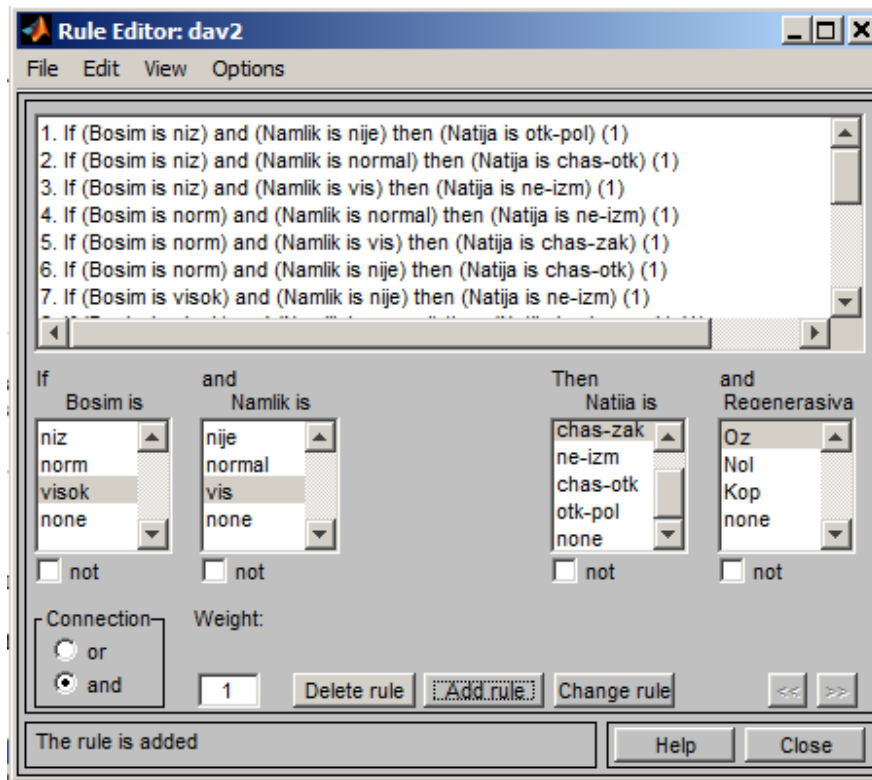 Rule Editor: dav2
File Edit View Options
1. If (Bosim is niz) and (Namlik is nije) then (Natija is otk-pol) (1)
2. If (Bosim is niz) and (Namlik is normal) then (Natija is chas-otk) (1)
3. If (Bosim is niz) and (Namlik is vis) then (Natija is ne-izm) (1)
4. If (Bosim is norm) and (Namlik is normal) then (Natija is ne-izm) (1)
5. If (Bosim is norm) and (Namlik is vis) then (Natija is chas-zak) (1)
6. If (Bosim is norm) and (Namlik is nije) then (Natija is chas-otk) (1)
7. If (Bosim is visok) and (Namlik is nije) then (Natija is ne-izm) (1)
If and Then and
Bosim is Namlik is Natija is Regenerasiva
niz nije chas-zak Oz
norm normal ne-izm Nol
visok vis chas-otk Kop
none none otk-pol none
none
not not not not
Connection Weight:
or
and 1 Delete rule Add rule Change rule << >>
The rule is added Help Close